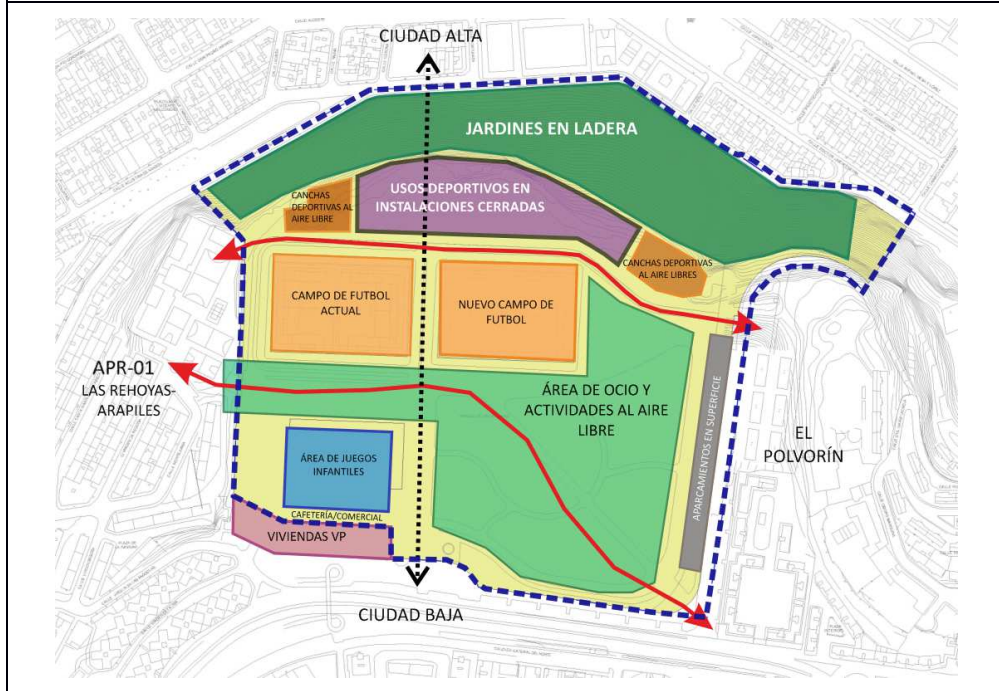 CIUDAD ALTA
JARDINES EN LADERA
USOS DEPORTIVOS EN
INSTALACIONES CERRADAS
CANCHAS
DEPORTIVAS AL
AIRE LIBRE
CANCHAS DEPORTIVAS
AL AIRE LIBRES
CAMPO DE FUTBOL
ACTUAL
NUEVO CAMPO DE
FUTBOL
APR-01
LAS REHOYAS-
ARAPILES
ÁREA DE OCIO Y
ACTIVIDADES AL AIRE
LIBRE
EL
POLVORÍN
APARCAMIENTOS EN SUPERFICIE
ÁREA DE JUEGOS
INFANTILES
CAFETERÍA/COMERCIAL
VIVIENDAS VP
CIUDAD BAJA